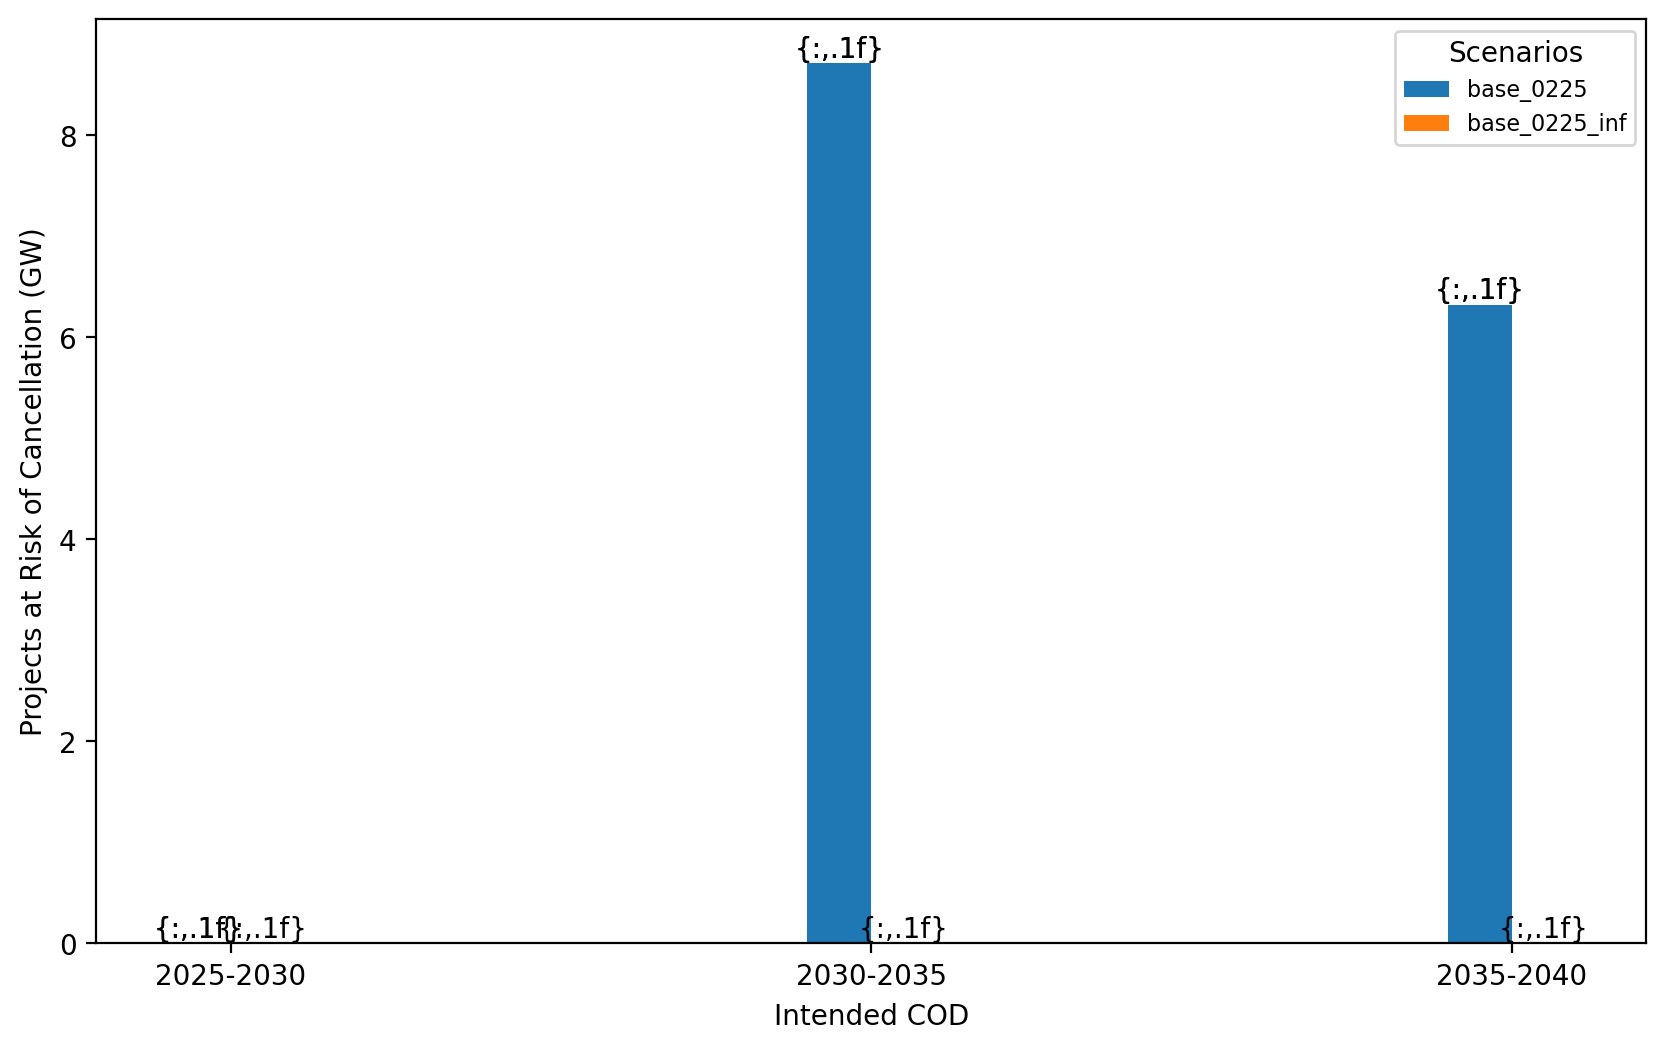 {:,.1f}
Scenarios
base_0225
base_0225_inf
8
{:,.1f}
6
4
2
0
Projects at Risk of Cancellation (GW)
{:,.1f}
{:,.1f}
{:,.1f}
{:,.1f}
2025-2030
2030-2035
2035-2040
Intended COD